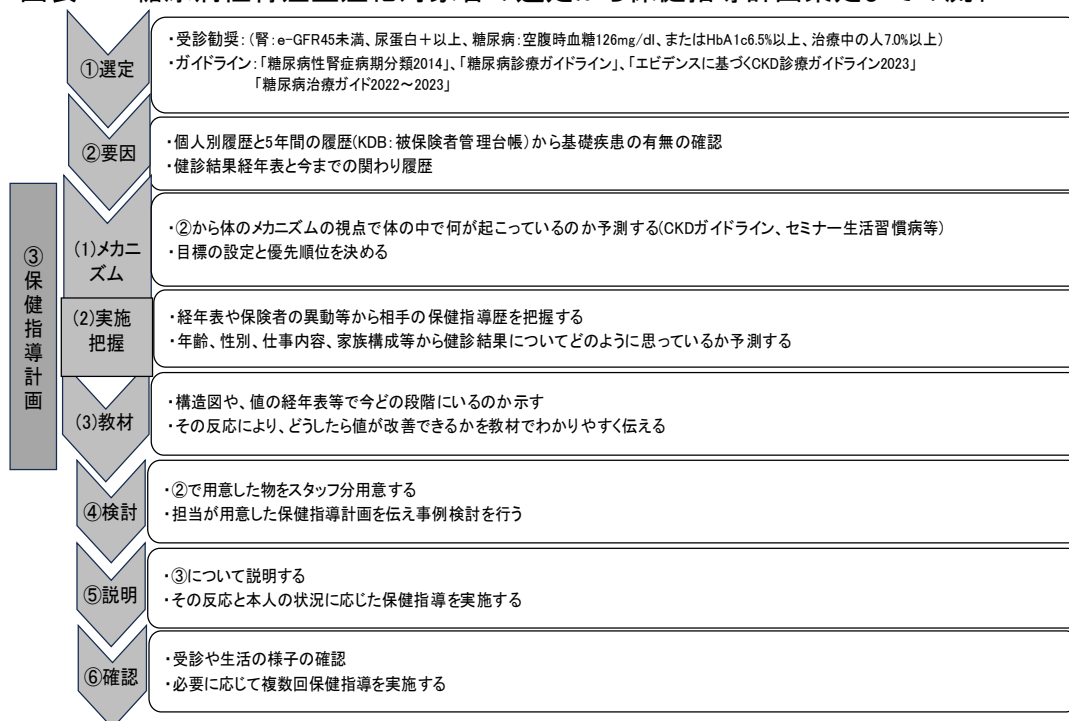 ①選定
・受診勧奨：（腎：e-GFR45未満、尿蛋白＋以上、糖尿病：空腹時血糖126mg/dl、またはHbA1c6.5%以上、治療中の人7.0%以上）
・ガイドライン：「糖尿病性腎症病期分類2014」、「糖尿病診療ガイドライン」、「エビデンスに基づくCKD診療ガイドライン2023」
「糖尿病治療ガイド2022～2023」
②要因
・個人別履歴と5年間の履歴(KDB：被保険者管理台帳)から基礎疾患の有無の確認
・健診結果経年表と今までの関わり履歴
③保健指導計画
(1)メカニ
ズム
・②から体のメカニズムの視点で体の中で何が起こっているのか予測する(CKDガイドライン、セミナー生活習慣病等)
・目標の設定と優先順位を決める
(2)実施
把握
・経年表や保険者の異動等から相手の保健指導歴を把握する
・年齢、性別、仕事内容、家族構成等から健診結果についてどのように思っているか予測する
(3)教材
・構造図や、値の経年表等で今どの段階にいるのか示す
・その反応により、どうしたら値が改善できるかを教材でわかりやすく伝える
④検討
・②で用意した物をスタッフ分用意する
・担当が用意した保健指導計画を伝え事例検討を行う
⑤説明
・③について説明する
・その反応と本人の状況に応じた保健指導を実施する
⑥確認
・受診や生活の様子の確認
・必要に応じて複数回保健指導を実施する